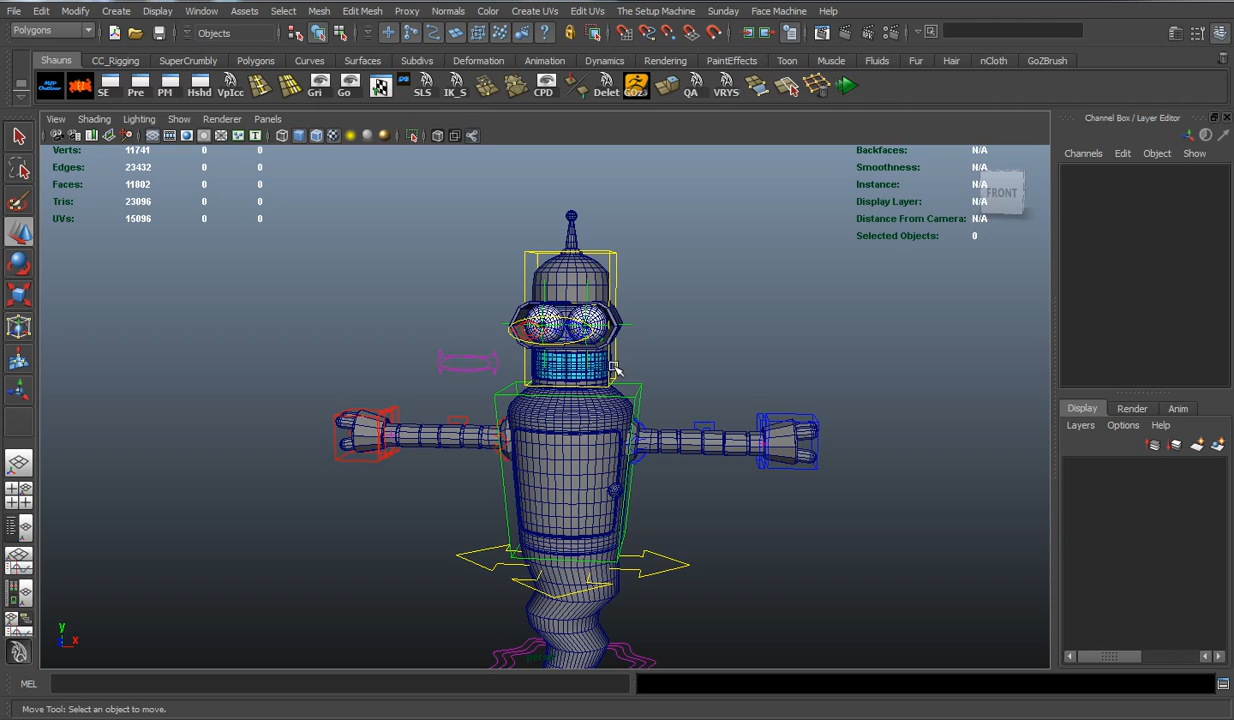 File Edit Modify Create Display Window Assets Select Mesh Edit Mesh Proxy Normals Color Create UVs Edit UVs The Setup Machine Sunday Face Machine Help
Polygons Objects
Shauns CC_Rigging SuperCrumbly Polygons Curves Surfaces Subdivs Deformation Animation Dynamics Rendering PaintEffects Toon Muscle Fluids Fur Hair nCloth GoZBrush
SE Pre PM Hshd VpIcc Gri Go SLS IK_S CPD Delet GOz3 QA VRYS
View Shading Lighting Show Renderer Panels
Channel Box / Layer Editor
Channels Edit Object Show
Verts: 11741 0 0
Edges: 23432 0 0
Faces: 11802 0 0
Tris: 23096 0 0
UVs: 15096 0 0
Backfaces: N/A
Smoothness: N/A
Instance: N/A
Display Layer: N/A
Distance From Camera: N/A
Selected Objects: 0
FRONT
Display Render Anim
Layers Options Help
y
x
persp
MEL
Move Tool: Select an object to move.